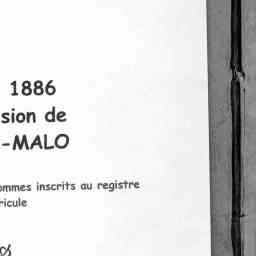 1886
sion de
-MALO
ommes inscrits au registre
ricule